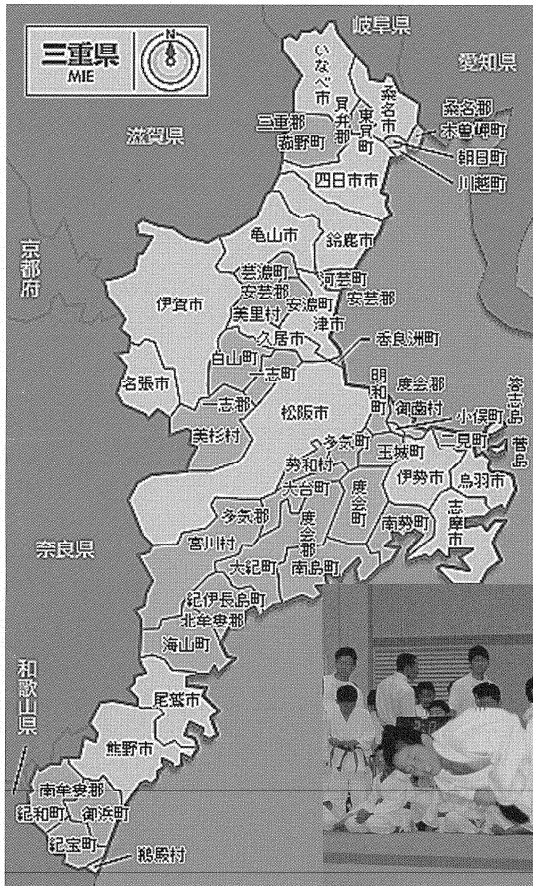 三重県
MIE
N
岐阜県
愛知県
滋賀県
京都府
奈良県
和歌山県
いなべ市
桑名市
桑名郡
木曽岬町
員弁郡
東員町
三重郡
菰野町
朝日町
川越町
四日市市
亀山市
鈴鹿市
伊賀市
芸濃町
安芸郡
美里村
河芸町
安芸郡
安濃町
津市
久居市
香良洲町
白山町
一志町
名張市
一志郡
美杉村
松阪市
明和町
度会郡
御薗村
小俣町
二見町
答志島
菅島
多気町
玉城町
勢和村
伊勢市
鳥羽市
大台町
度会町
志摩市
多気郡
宮川村
度会郡
南勢町
大紀町
南島町
紀伊長島町
北牟婁郡
海山町
尾鷲市
熊野市
南牟婁郡
紀和町
御浜町
紀宝町
鵜殿村